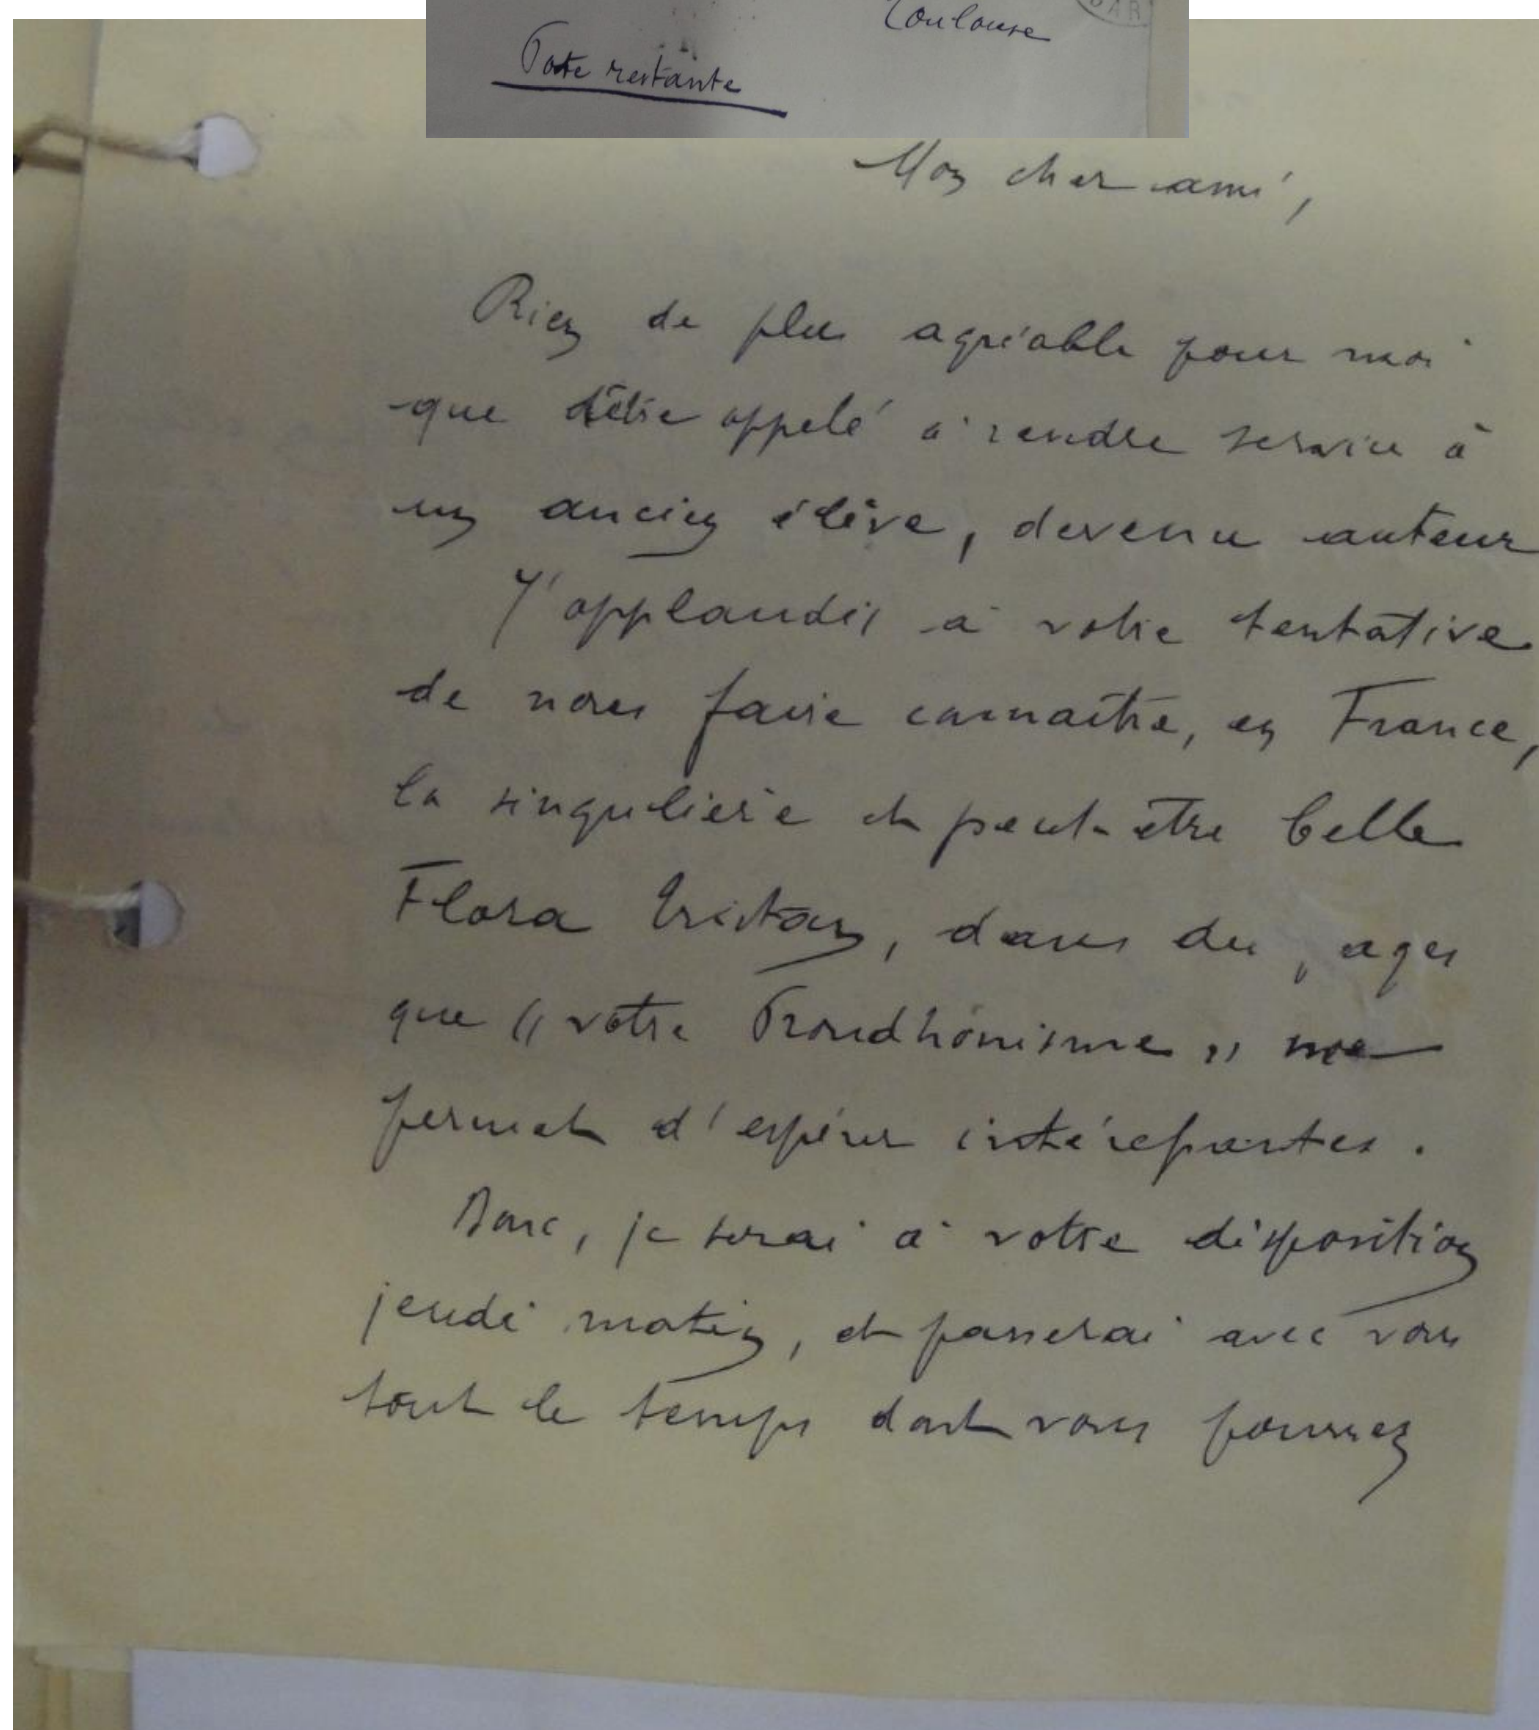 Toulouse
BAR
Poste restante
Mon cher ami,
Rien de plus agréable pour moi
que d'être appelé à rendre service à
un ancien élève, devenu auteur
J'applaudis à votre tentative
de nous faire connaître, en France,
la singulière et peut-être belle
Flora Tristan, dans des pages
que "votre Proudhonisme" me
permet d'espérer
Donc, je serai à votre disposition
jeudi matin, et passerai avec vous
tout le temps dont vous pourrez